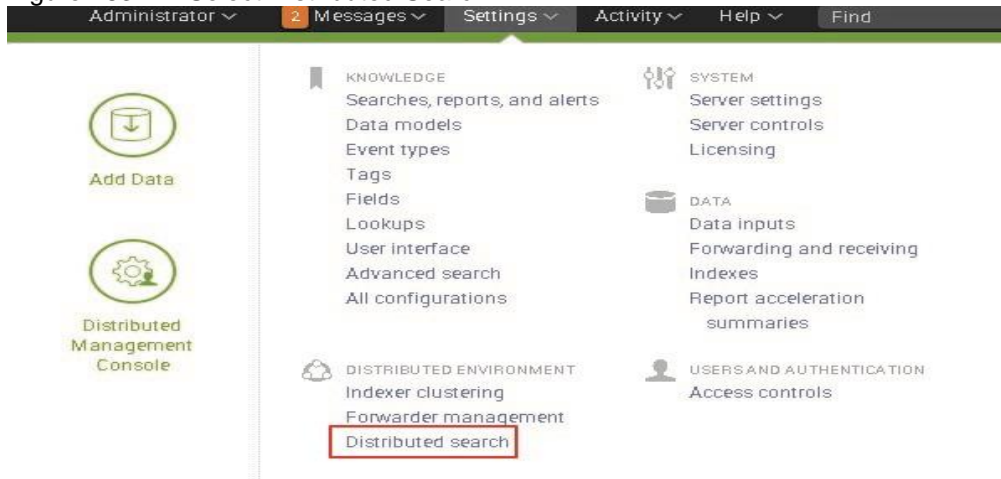 Administrator 2 Messages Settings Activity Help Find
Add Data
Distributed
Management
Console
KNOWLEDGE
Searches, reports, and alerts
Data models
Event types
Tags
Fields
Lookups
User interface
Advanced search
All configurations
DISTRIBUTED ENVIRONMENT
Indexer clustering
Forwarder management
Distributed search
SYSTEM
Server settings
Server controls
Licensing
DATA
Data inputs
Forwarding and receiving
Indexes
Report acceleration
summaries
USERS AND AUTHENTICATION
Access controls